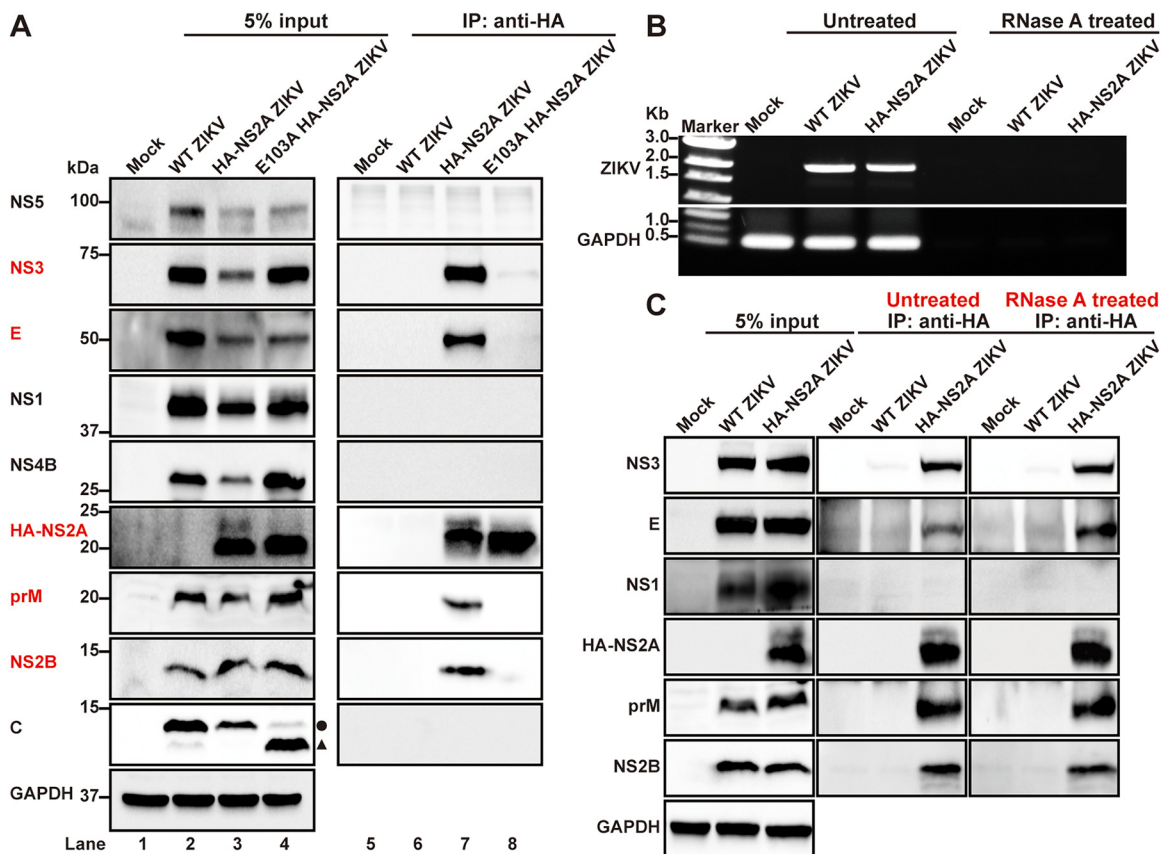 A
5% input
IP: anti-HA
Mock
WT ZIKV
HA-NS2A ZIKV
E103A HA-NS2A ZIKV
Mock
WT ZIKV
HA-NS2A ZIKV
E103A HA-NS2A ZIKV
kDa
NS5
100
75
NS3
E
50
NS1
37
NS4B
25
25
HA-NS2A
20
prM
20
15
NS2B
15
C
●
▲
GAPDH
37
Lane 1 2 3 4 5 6 7 8
B
Untreated
RNase A treated
Kb
Marker
Mock
WT ZIKV
HA-NS2A ZIKV
Mock
WT ZIKV
HA-NS2A ZIKV
3.0
2.0
ZIKV
1.5
1.0
GAPDH
0.5
C
Untreated
RNase A treated
5% input
IP: anti-HA
IP: anti-HA
Mock
WT ZIKV
HA-NS2A ZIKV
Mock
WT ZIKV
HA-NS2A ZIKV
Mock
WT ZIKV
HA-NS2A ZIKV
NS3
E
NS1
HA-NS2A
prM
NS2B
GAPDH